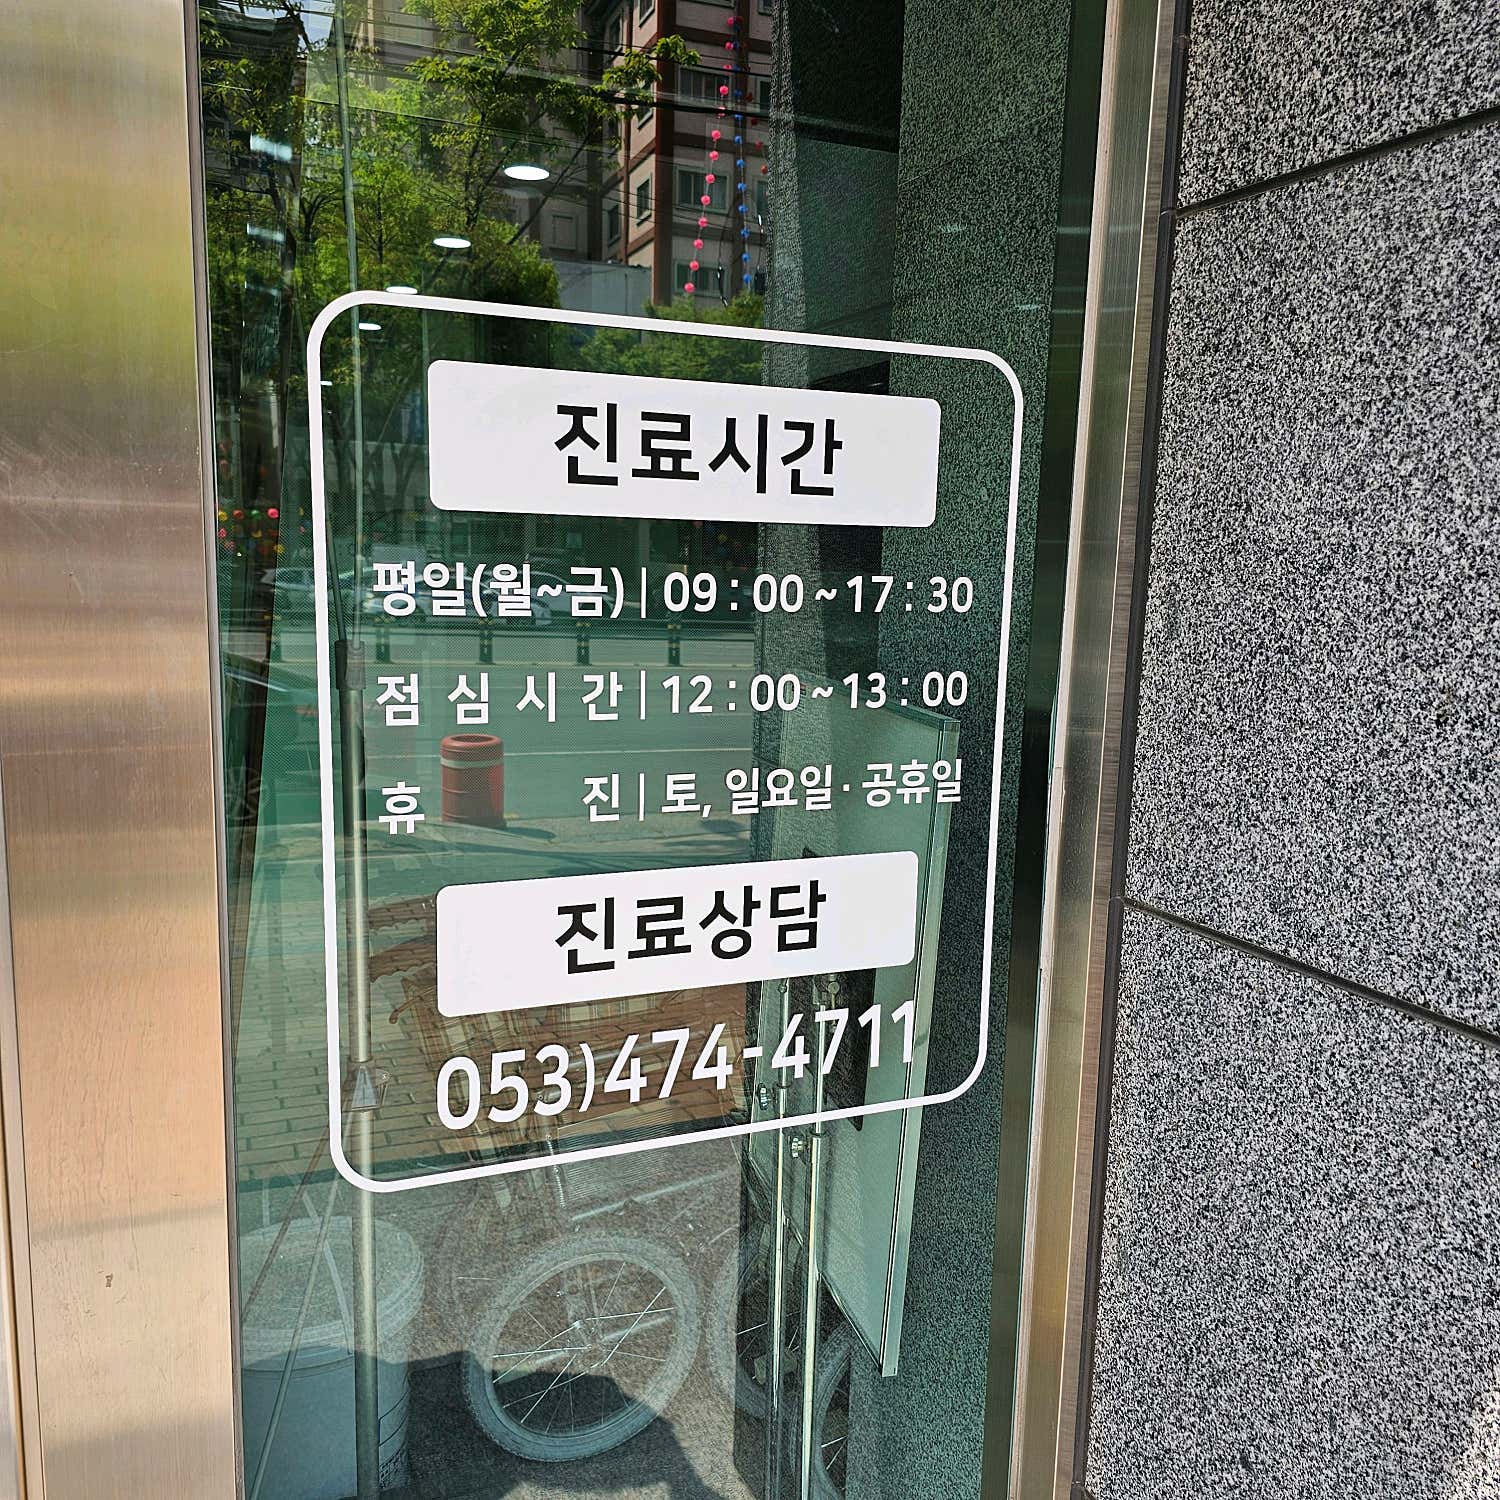 진료시간
평일(월~금) | 09 : 00 ~ 17 : 30
점 심 시 간 | 12 : 00 ~ 13 : 00
휴 진 | 토, 일요일 · 공휴일
진료상담
053)474-4711